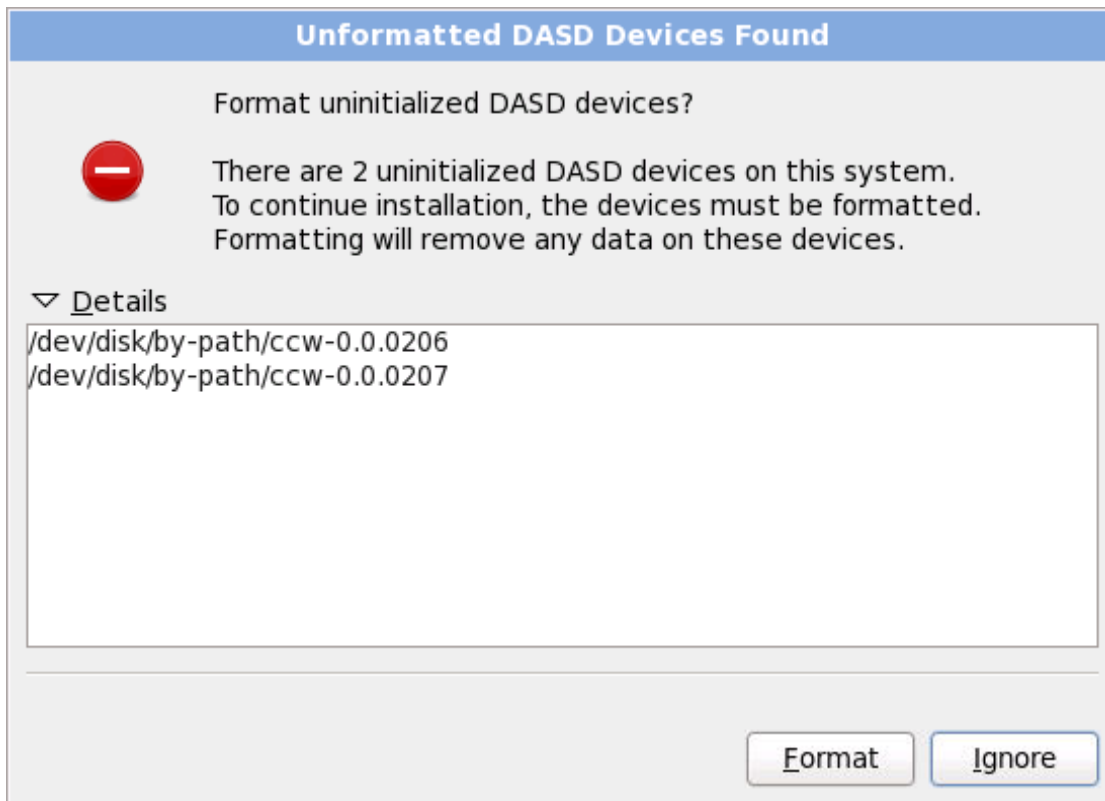 Unformatted DASD Devices Found
Format uninitialized DASD devices?
There are 2 uninitialized DASD devices on this system.
To continue installation, the devices must be formatted.
Formatting will remove any data on these devices.
Details
/dev/disk/by-path/ccw-0.0.0206
/dev/disk/by-path/ccw-0.0.0207
Format
Ignore